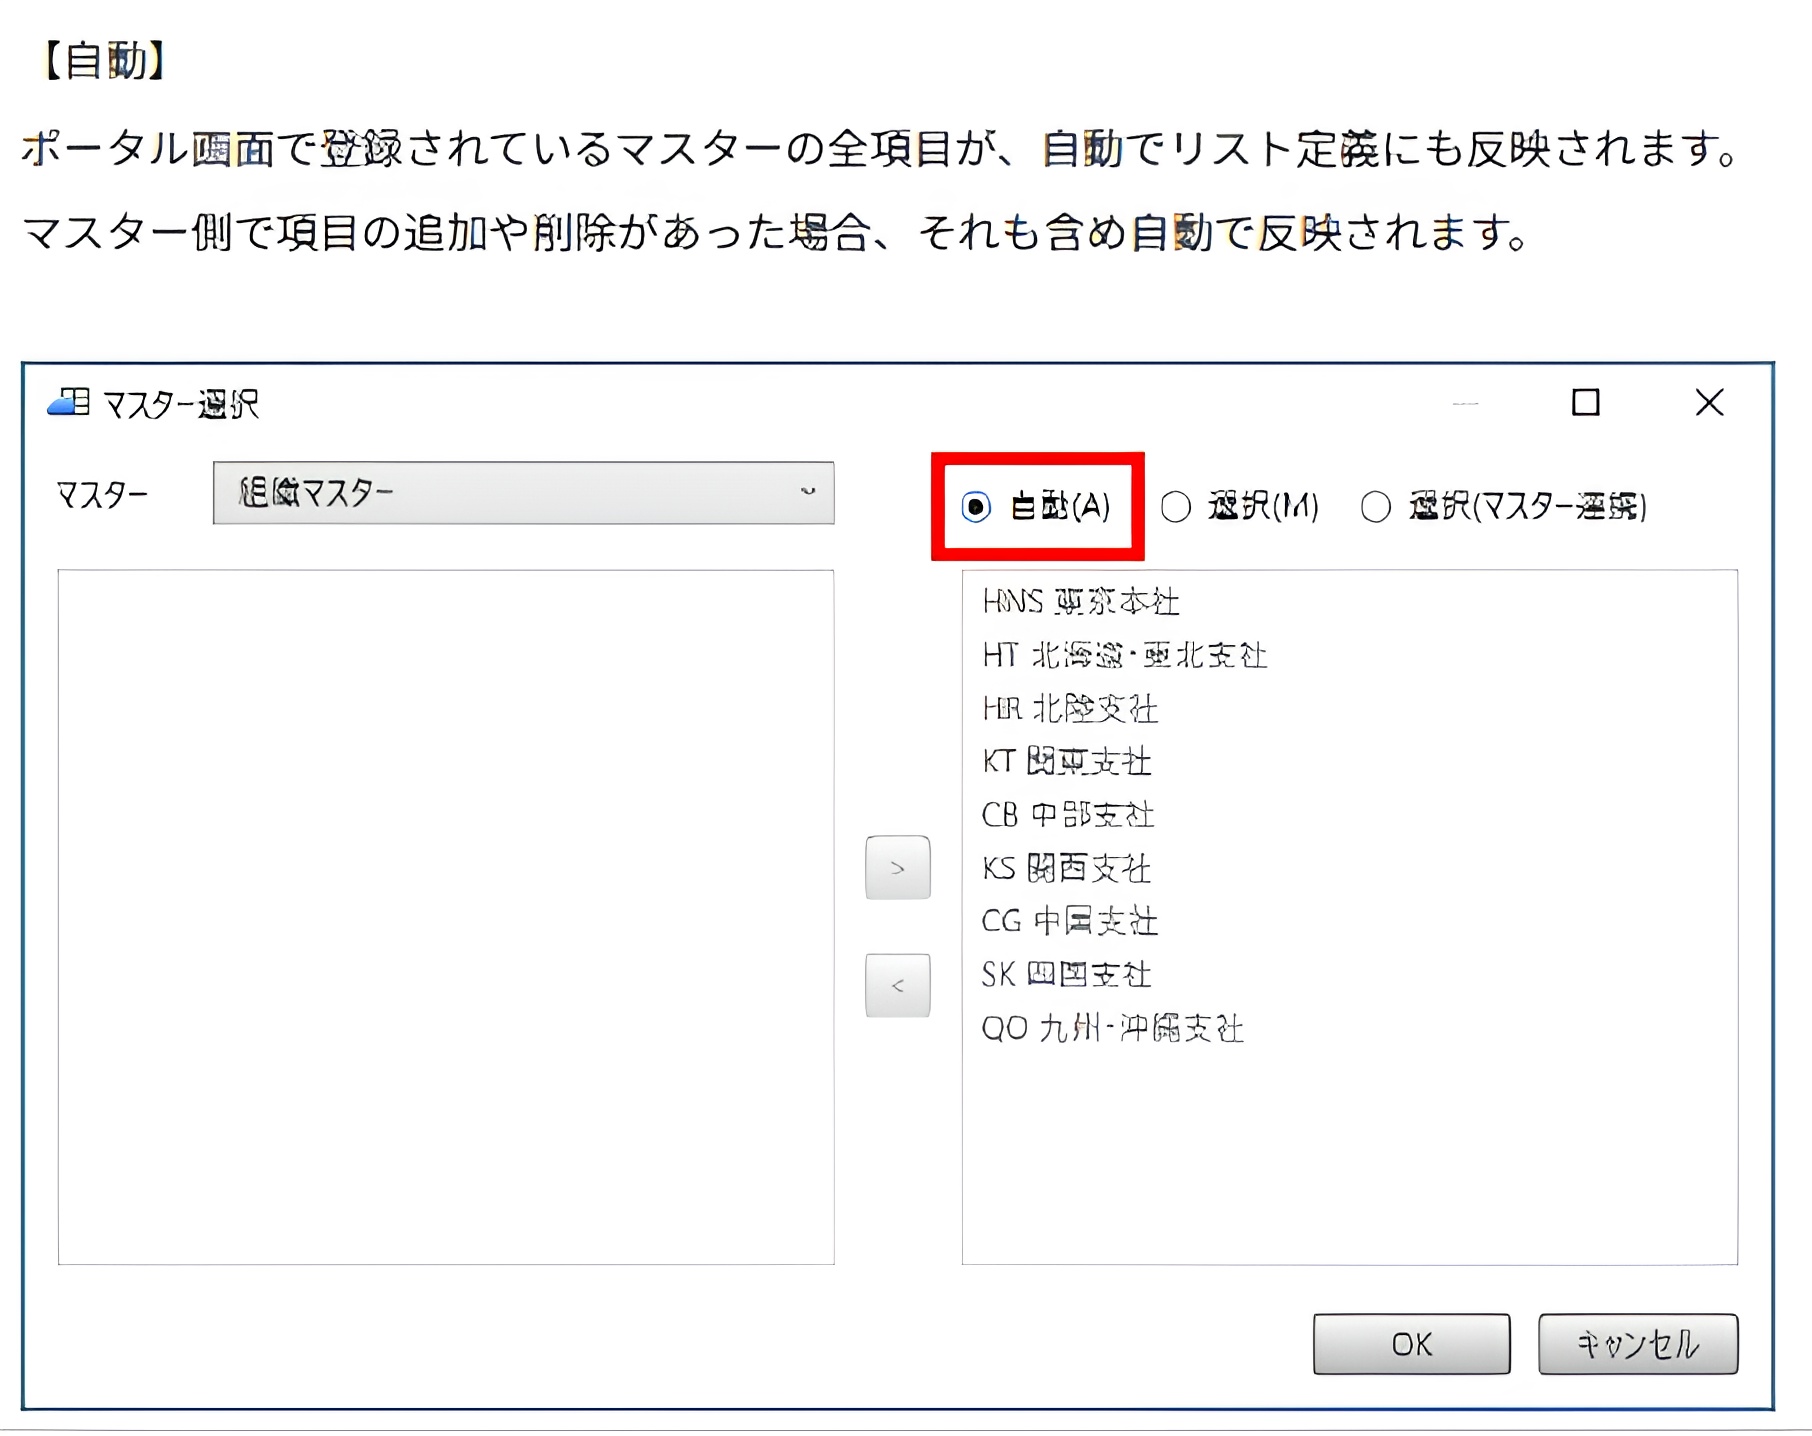 【自動】
ポータル画面で登録されているマスターの全項目が、自動でリスト定義にも反映されます。
マスター側で項目の追加や削除があった場合、それも含め自動で反映されます。
マスター選択
マスター 組織マスター 自動(A) 選択(M) 選択(マスター連携)
東京本社
HT 北海道・東北支社
HR 北陸支社
KT 関東支社
CB 中部支社
KS 関西支社
CG 中国支社
SK 四国支社
QO 九州・沖縄支社
>
<
OK キャンセル